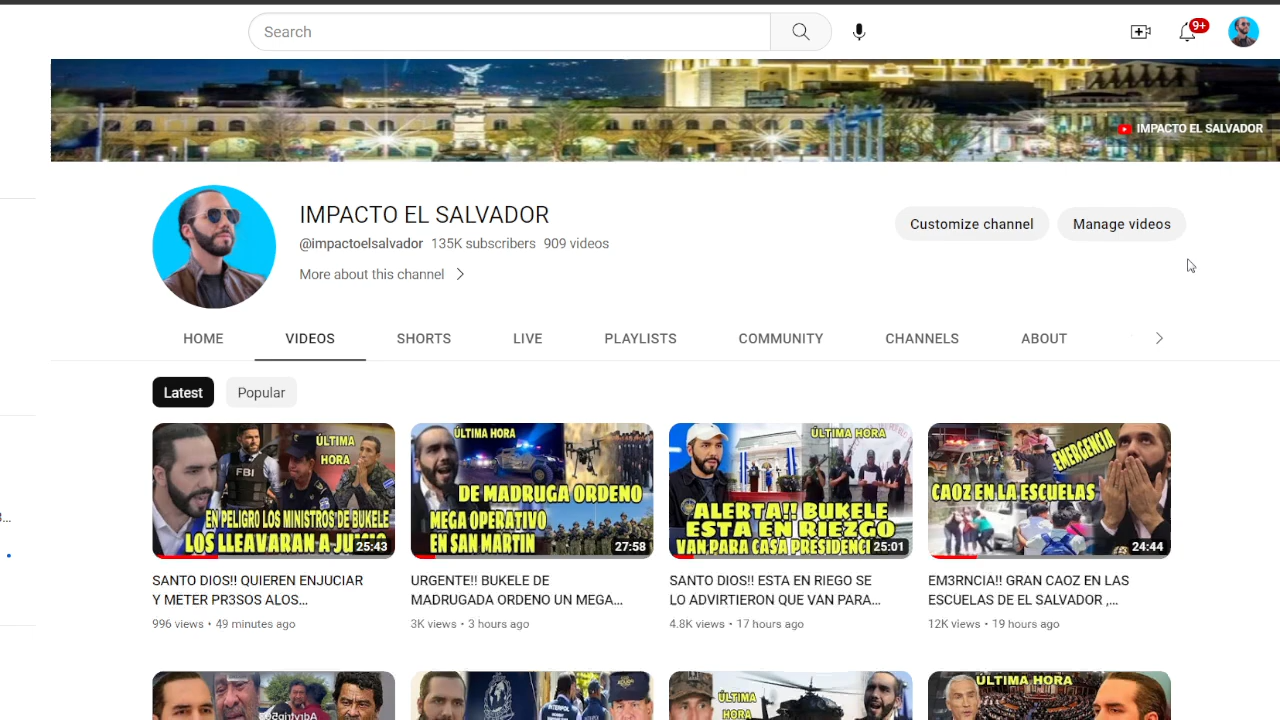 Search
9+
IMPACTO EL SALVADOR
IMPACTO EL SALVADOR
@impactoelsalvador 135K subscribers 909 videos
More about this channel
Customize channel
Manage videos
HOME
VIDEOS
SHORTS
LIVE
PLAYLISTS
COMMUNITY
CHANNELS
ABOUT
Latest
Popular
FBI
ÚLTIMA
HORA
EN PELIGRO LOS MINISTROS DE BUKELE
LOS LLEAVARAN A
25:43
SANTO DIOS!! QUIEREN ENJUCIAR
Y METER PR3SOS ALOS...
996 views • 49 minutes ago
ÚLTIMA HORA
DE MADRUGA ORDENO
MEGA OPERATIVO
EN SAN MARTIN
27:58
URGENTE!! BUKELE DE
MADRUGADA ORDENO UN MEGA...
3K views • 3 hours ago
ÚLTIMA HORA
ALERTA!! BUKELE
ESTA EN RIEZGO
VAN PARA CASA PRESIDENCI
25:01
SANTO DIOS!! ESTA EN RIEGO SE
LO ADVIRTIERON QUE VAN PARA...
4.8K views • 17 hours ago
EMERGENCIA
CAOZ EN LA ESCUELAS
24:44
EM3RNCIA!! GRAN CAOZ EN LAS
ESCUELAS DE EL SALVADOR ,...
12K views • 19 hours ago
INTERPOL
ÚLTIMA
HORA
ÚLTIMA HORA